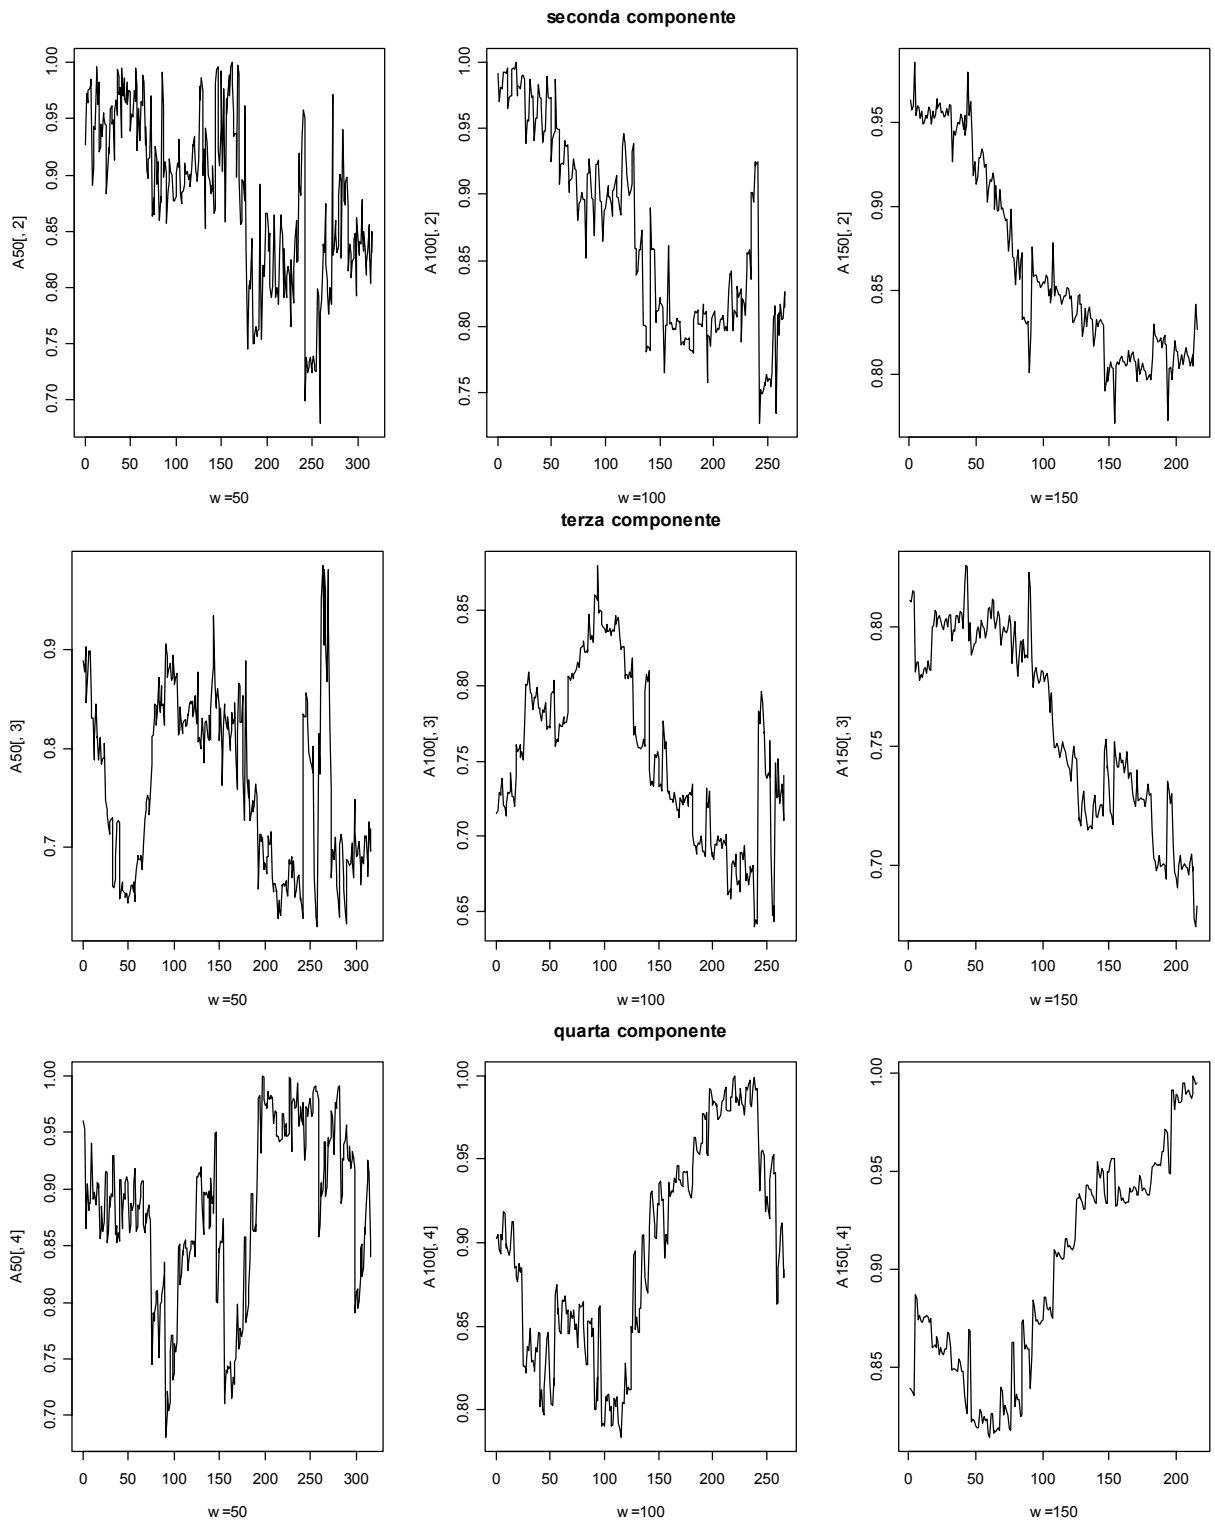 seconda componente
A50[, 2]
0.70 0.75 0.80 0.85 0.90 0.95 1.00
0 50 100 150 200 250 300
w =50
A100[, 2]
0.75 0.80 0.85 0.90 0.95 1.00
0 50 100 150 200 250
w =100
A150[, 2]
0.80 0.85 0.90 0.95
0 50 100 150 200
w =150
terza componente
A50[, 3]
0.7 0.8 0.9
0 50 100 150 200 250 300
w =50
A100[, 3]
0.65 0.70 0.75 0.80 0.85
0 50 100 150 200 250
w =100
A150[, 3]
0.70 0.75 0.80
0 50 100 150 200
w =150
quarta componente
A50[, 4]
0.70 0.75 0.80 0.85 0.90 0.95 1.00
0 50 100 150 200 250 300
w =50
A100[, 4]
0.80 0.85 0.90 0.95 1.00
0 50 100 150 200 250
w =100
A150[, 4]
0.85 0.90 0.95 1.00
0 50 100 150 200
w =150